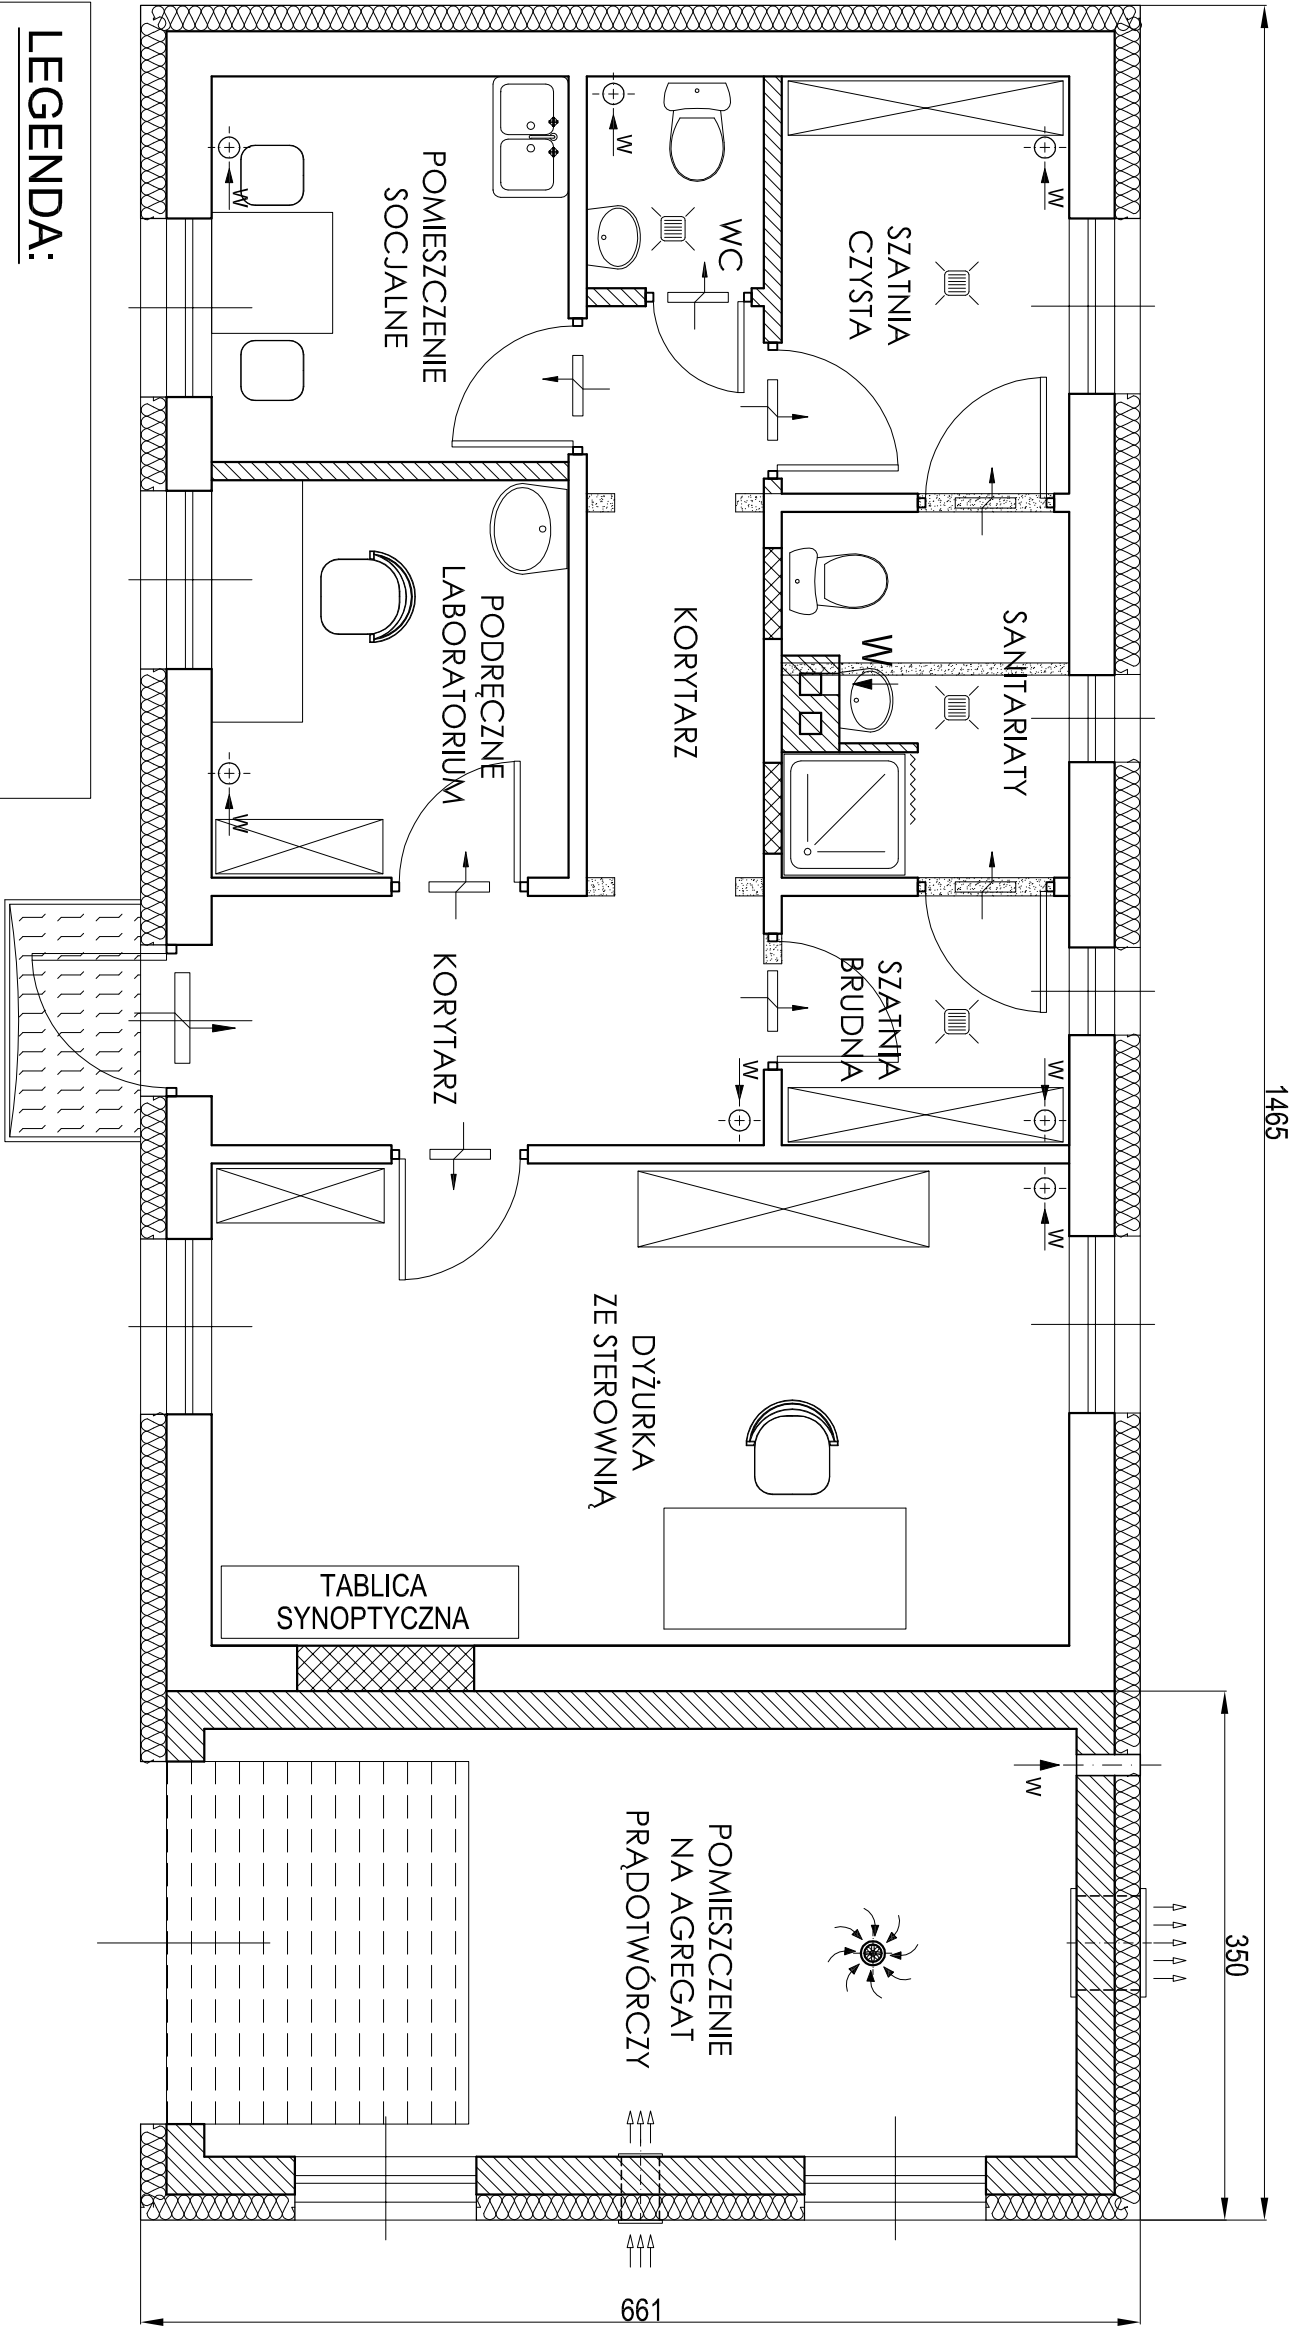 LEGENDA:
1465
350
661
SZATNIA
CZYSTA
W
SANITARIATY
W
SZATNIA
BRUDNA
W
W
W
WC
W
KORYTARZ
POMIESZCZENIE
SOCJALNE
W
PODRĘCZNE
LABORATORIUM
W
KORYTARZ
DYŻURKA
ZE STEROWNIĄ
TABLICA
SYNOPTYCZNA
POMIESZCZENIE
NA AGREGAT
PRĄDOTWÓRCZY
W